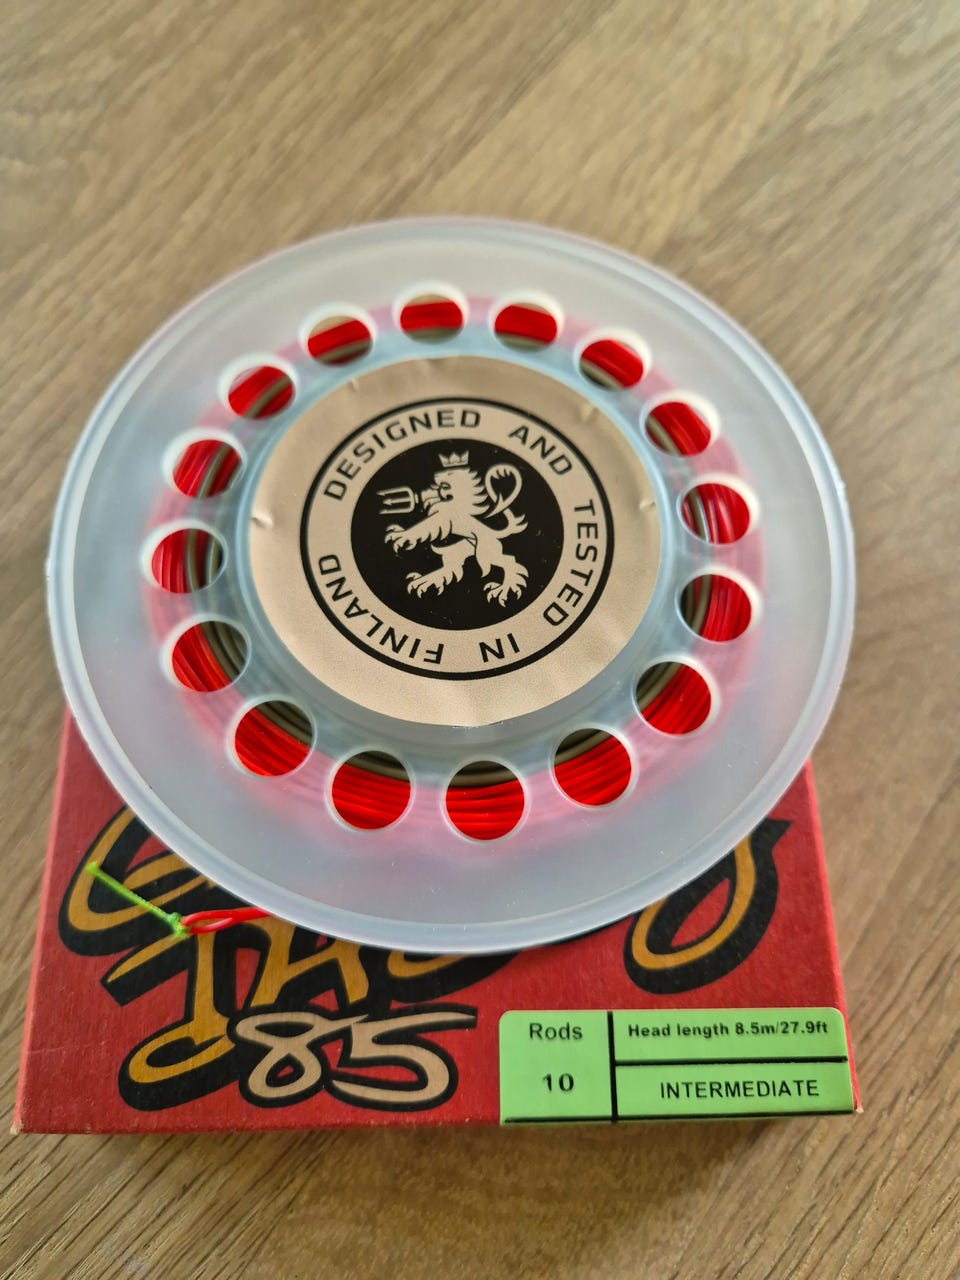 DESIGNED AND TESTED IN FINLAND
85
Rods
10
Head length 8.5m/27.9ft
INTERMEDIATE